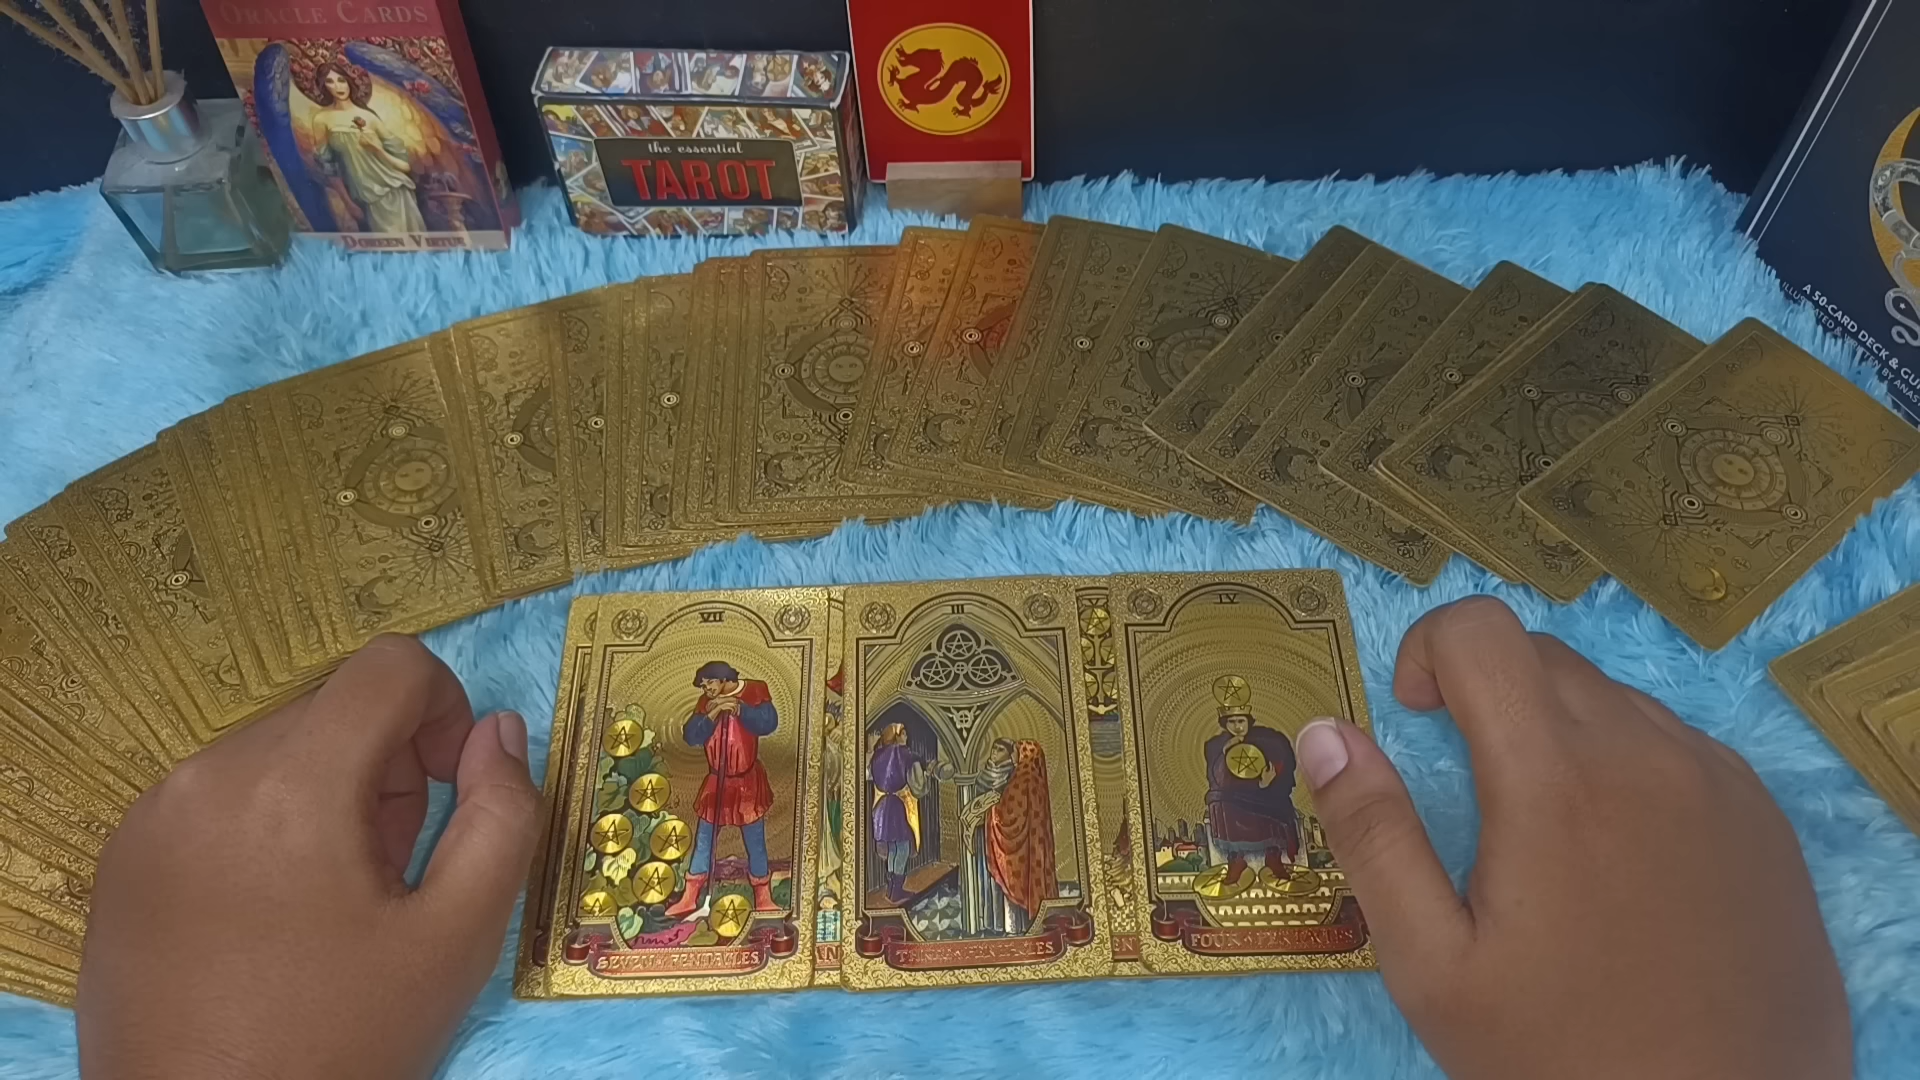 ORACLE CARDS
DOREEN VIRTUE
the essential
TAROT
A 50-CARD DECK &
VII
SEVEN of PENTACLES
III
THREE of PENTACLES
IV
FOUR of PENTACLES